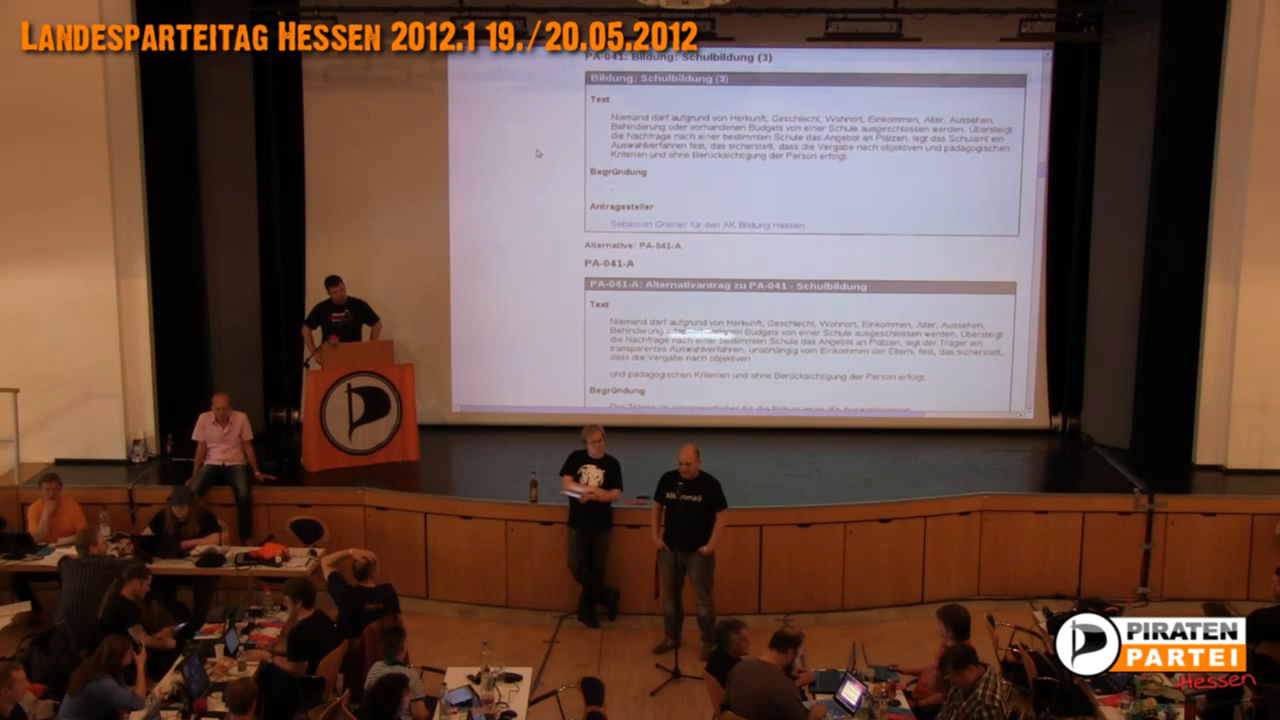 LANDESPARTEITAG HESSEN 2012.1 19./20.05.2012
PA-041: Bildung: Schulbildung (3)
Bildung: Schulbildung (3)
Text
Niemand darf aufgrund von Herkunft, Geschlecht, Wohnort, Einkommen, Alter, Aussehen,
Behinderung oder vorhandenen Budgets von einer Schule ausgeschlossen werden. Übersteigt
die Nachfrage nach einer bestimmten Schule das Angebot an Plätzen, legt das Schulamt ein
Auswahlverfahren fest, das sicherstellt, dass die Vergabe nach objektiven und pädagogischen
Kriterien und ohne Berücksichtigung der Person erfolgt.
Begründung
Antragssteller
Sebastian Greiner für den AK Bildung Hessen
Alternative: PA-041-A
PA-041-A
PA-041-A: Alternativantrag zu PA-041 - Schulbildung
Text
Niemand darf aufgrund von Herkunft, Geschlecht, Wohnort, Einkommen, Alter, Aussehen,
Behinderung oder vorhandenen Budgets von einer Schule ausgeschlossen werden. Übersteigt
die Nachfrage nach einer bestimmten Schule das Angebot an Plätzen, legt der Träger ein
transparentes Auswahlverfahren, unabhängig vom Einkommen der Eltern, fest, das sicherstellt,
dass die Vergabe nach objektiven
und pädagogischen Kriterien und ohne Berücksichtigung der Person erfolgt.
Begründung
PIRATEN
PARTEI
Hessen